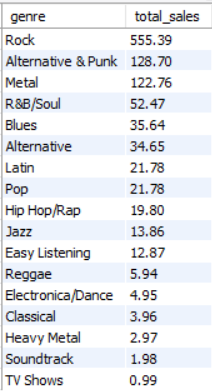 genre total_sales
Rock 555.39
Alternative & Punk 128.70
Metal 122.76
R&B/Soul 52.47
Blues 35.64
Alternative 34.65
Latin 21.78
Pop 21.78
Hip Hop/Rap 19.80
Jazz 13.86
Easy Listening 12.87
Reggae 5.94
Electronica/Dance 4.95
Classical 3.96
Heavy Metal 2.97
Soundtrack 1.98
TV Shows 0.99